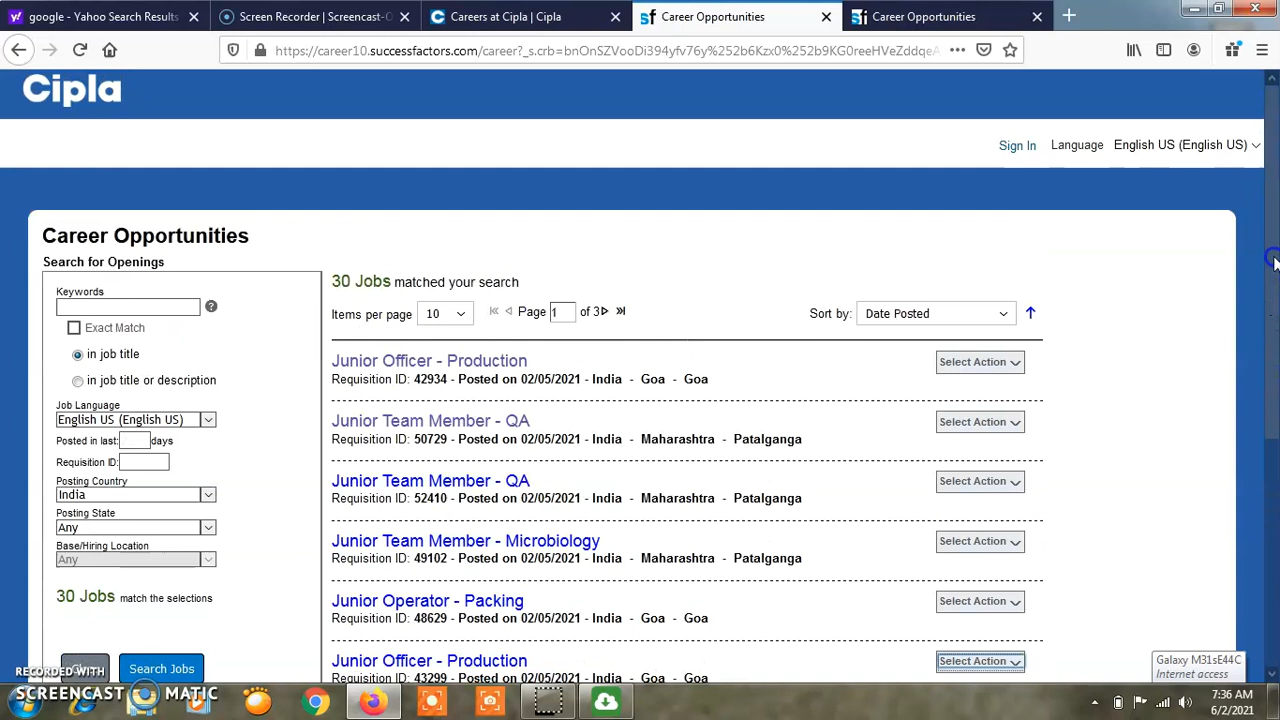 google - Yahoo Search Results
Screen Recorder | Screencast-O
Careers at Cipla | Cipla
Career Opportunities
Career Opportunities
https://career10.successfactors.com/career?_s.crb=bnOnSZVooDi394yfv76y%252b6Kzx0%252b9KG0reeHVeZddqeA
Cipla
Sign In Language English US (English US)
Career Opportunities
Search for Openings
Keywords
Exact Match
in job title
in job title or description
Job Language
English US (English US)
Posted in last: days
Requisition ID:
Posting Country
India
Posting State
Any
Base/Hiring Location
Any
30 Jobs match the selections
Search Jobs
30 Jobs matched your search
Items per page 10 Page 1 of 3 Sort by: Date Posted
Junior Officer - Production Select Action
Requisition ID: 42934 - Posted on 02/05/2021 - India - Goa - Goa
Junior Team Member - QA Select Action
Requisition ID: 50729 - Posted on 02/05/2021 - India - Maharashtra - Patalganga
Junior Team Member - QA Select Action
Requisition ID: 52410 - Posted on 02/05/2021 - India - Maharashtra - Patalganga
Junior Team Member - Microbiology Select Action
Requisition ID: 49102 - Posted on 02/05/2021 - India - Maharashtra - Patalganga
Junior Operator - Packing Select Action
Requisition ID: 48629 - Posted on 02/05/2021 - India - Goa - Goa
Junior Officer - Production Select Action
Requisition ID: 43299 - Posted on 02/05/2021 - India - Goa - Goa
Galaxy M31sE44C
Internet access
RECORDED WITH
SCREENCAST MATIC
7:36 AM
6/2/2021